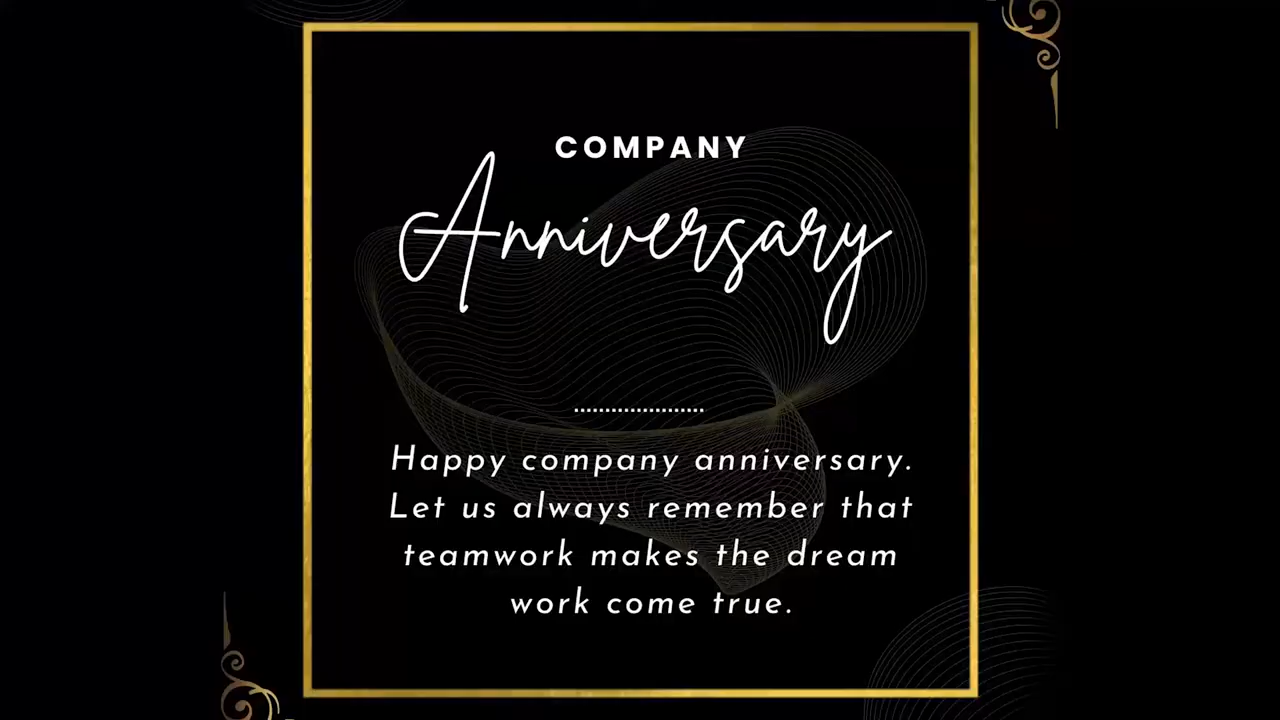 COMPANY
Anniversary
Happy company anniversary.
Let us always remember that
teamwork makes the dream
work come true.